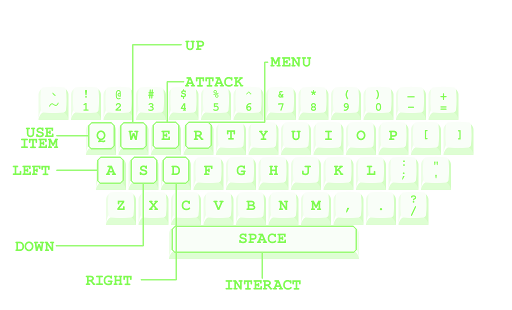 UP
MENU
ATTACK
` ! @ # $ % ^ & * ( ) — +
~ 1 2 3 4 5 6 7 8 9 0 - =
USE
ITEM
Q W E R T Y U I O P [ ]
LEFT
A S D F G H J K L : "
; '
Z X C V B N M , . ?
/
DOWN
SPACE
RIGHT
INTERACT